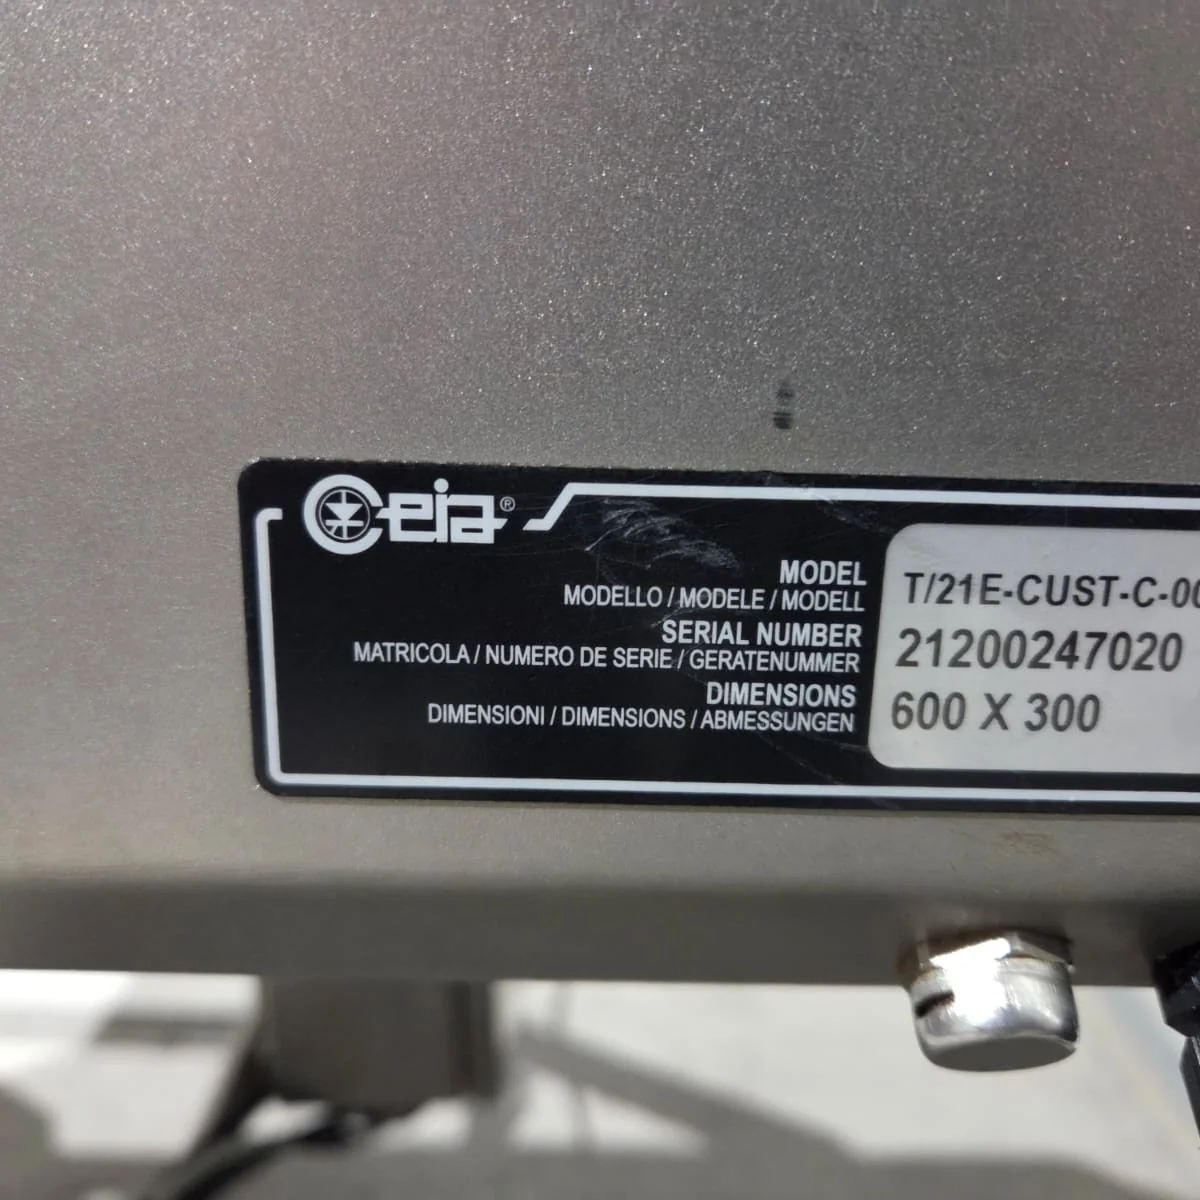 Ceia®
MODEL T/21E-CUST-C-00
MODELLO / MODELE / MODELL
SERIAL NUMBER 21200247020
MATRICOLA / NUMERO DE SERIE / GERATENUMMER
DIMENSIONS 600 X 300
DIMENSIONI / DIMENSIONS / ABMESSUNGEN